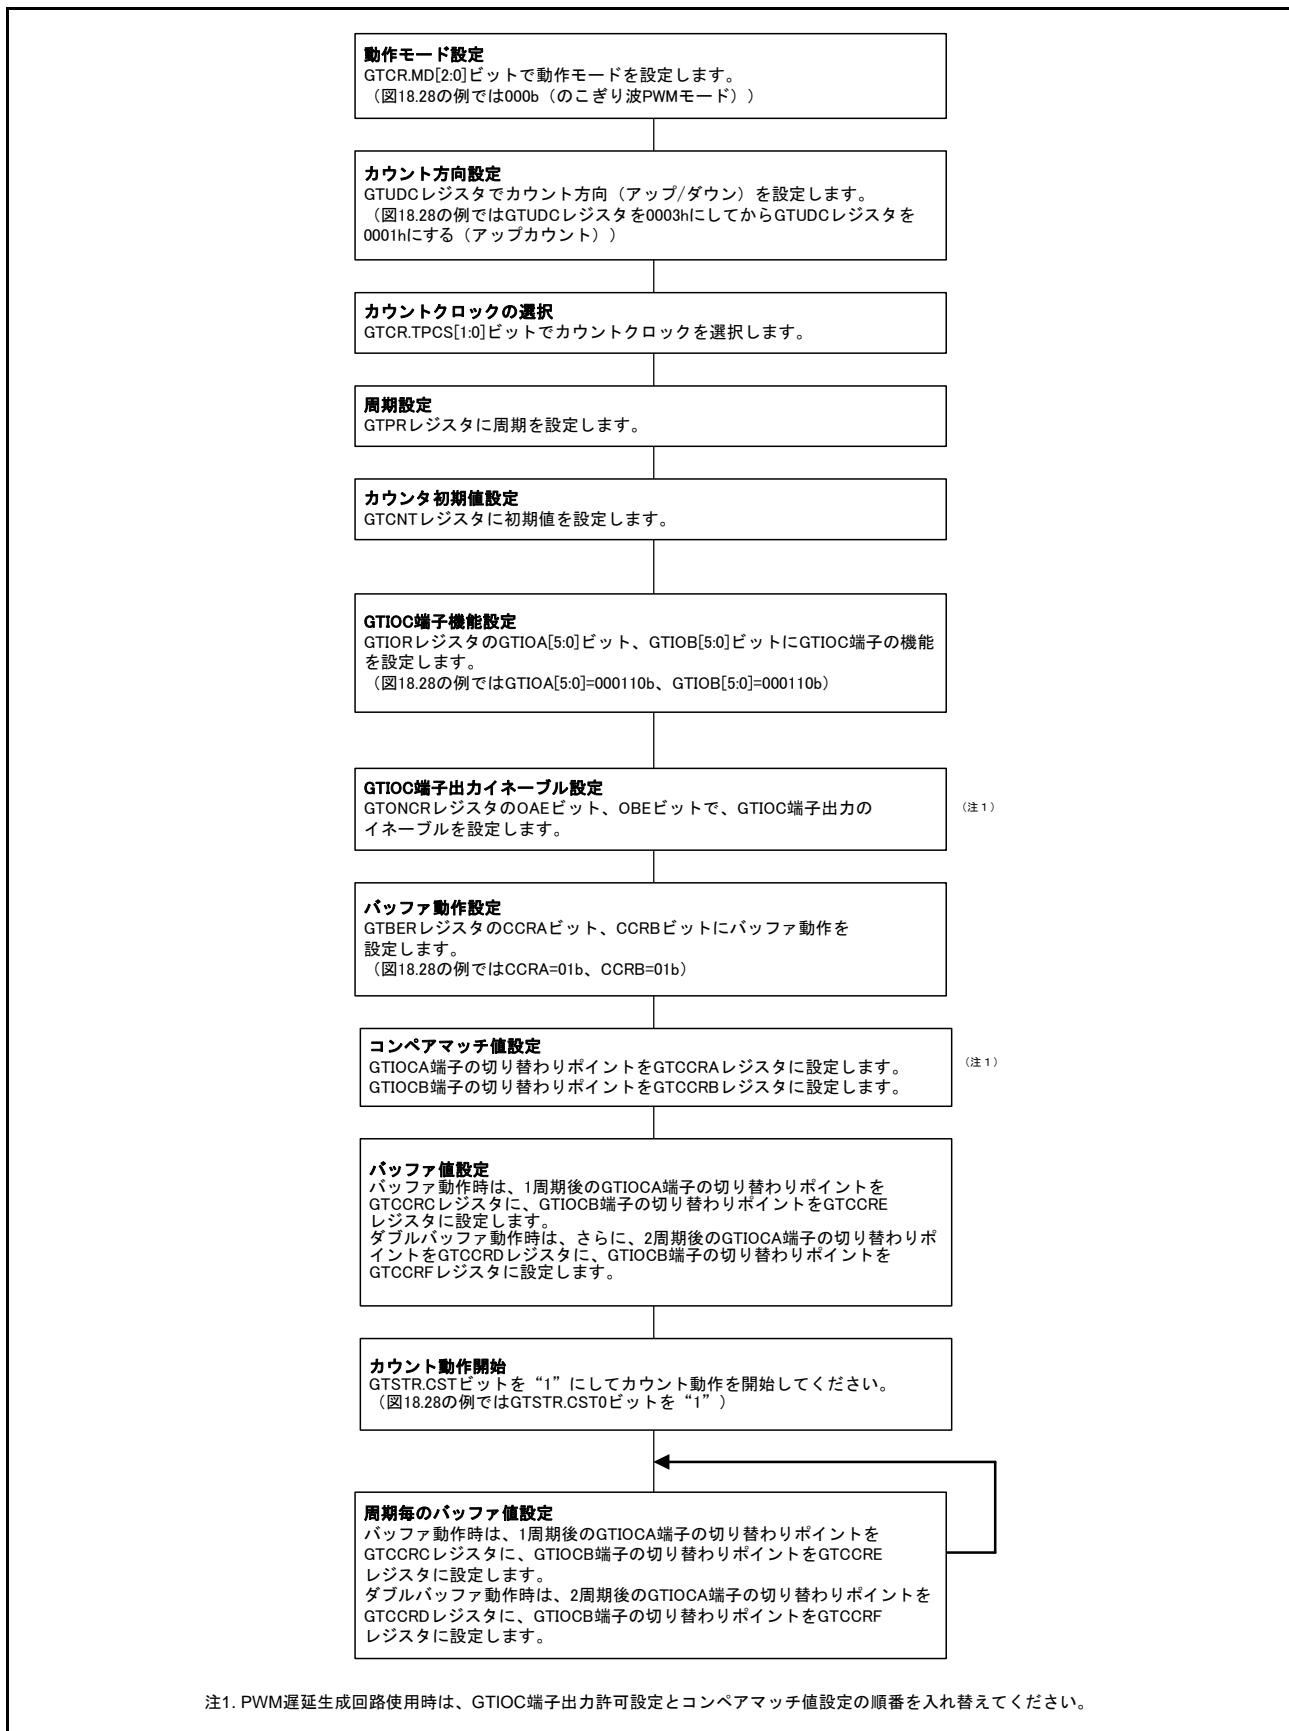 動作モード設定
GTCR.MD[2:0]ビットで動作モードを設定します。
（図18.28の例では000b（のこぎり波PWMモード））
カウント方向設定
GTUDCレジスタでカウント方向（アップ/ダウン）を設定します。
（図18.28の例ではGTUDCレジスタを0003hにしてからGTUDCレジスタを
0001hにする（アップカウント））
カウントクロックの選択
GTCR.TPCS[1:0]ビットでカウントクロックを選択します。
周期設定
GTPRレジスタに周期を設定します。
カウンタ初期値設定
GTCNTレジスタに初期値を設定します。
GTIOC端子機能設定
GTIORレジスタのGTIOA[5:0]ビット、GTIOB[5:0]ビットにGTIOC端子の機能
を設定します。
（図18.28の例ではGTIOA[5:0]=000110b、GTIOB[5:0]=000110b）
GTIOC端子出力イネーブル設定
GTONCRレジスタのOAEビット、OBEビットで、GTIOC端子出力の
イネーブルを設定します。
（注１）
バッファ動作設定
GTBERレジスタのCCRAビット、CCRBビットにバッファ動作を
設定します。
（図18.28の例ではCCRA=01b、CCRB=01b）
コンペアマッチ値設定
GTIOCA端子の切り替わりポイントをGTCCRAレジスタに設定します。
GTIOCB端子の切り替わりポイントをGTCCRBレジスタに設定します。
（注１）
バッファ値設定
バッファ動作時は、1周期後のGTIOCA端子の切り替わりポイントを
GTCCRCレジスタに、GTIOCB端子の切り替わりポイントをGTCCRE
レジスタに設定します。
ダブルバッファ動作時は、さらに、2周期後のGTIOCA端子の切り替わりポ
イントをGTCCRDレジスタに、GTIOCB端子の切り替わりポイントを
GTCCRFレジスタに設定します。
カウント動作開始
GTSTR.CSTビットを“1”にしてカウント動作を開始してください。
（図18.28の例ではGTSTR.CST0ビットを“1”）
周期毎のバッファ値設定
バッファ動作時は、1周期後のGTIOCA端子の切り替わりポイントを
GTCCRCレジスタに、GTIOCB端子の切り替わりポイントをGTCCRE
レジスタに設定します。
ダブルバッファ動作時は、2周期後のGTIOCA端子の切り替わりポイントを
GTCCRDレジスタに、GTIOCB端子の切り替わりポイントをGTCCRF
レジスタに設定します。
注1. PWM遅延生成回路使用時は、GTIOC端子出力許可設定とコンペアマッチ値設定の順番を入れ替えてください。